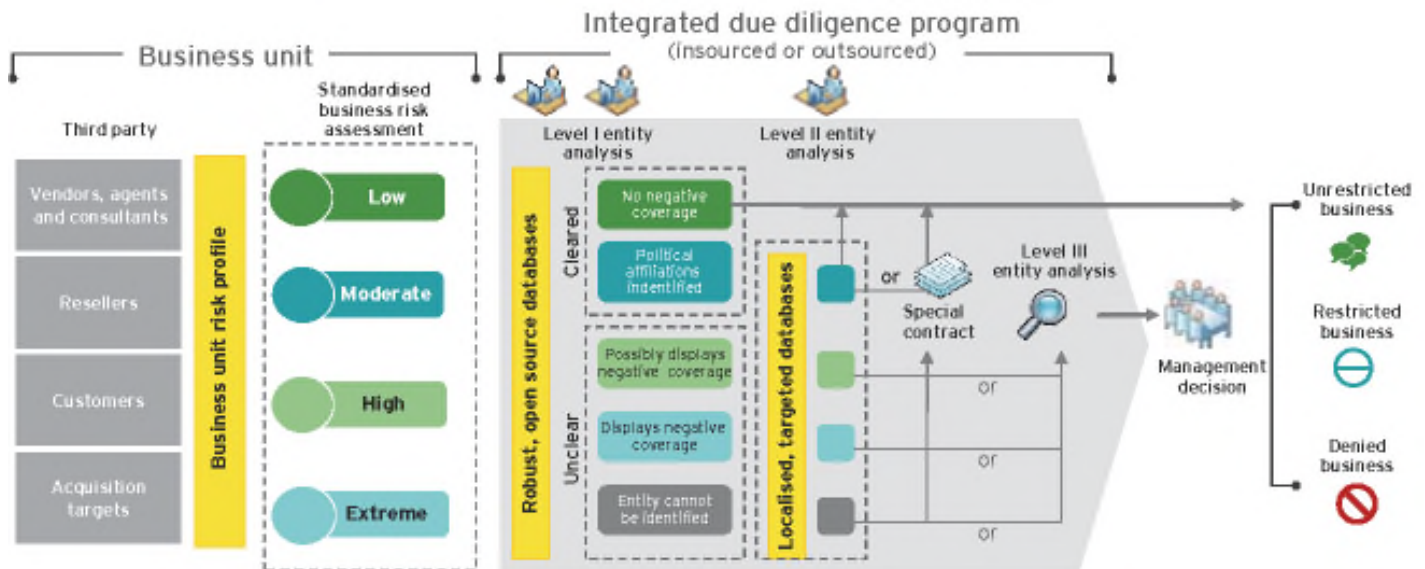 Integrated due diligence program
(insourced or outsourced)
Business unit
Third party
Standardised
business risk
assessment
Vendors, agents
and consultants
Resellers
Customers
Acquisition
targets
Business unit risk profile
Low
Moderate
High
Extreme
Level I entity
analysis
Level II entity
analysis
Robust, open source databases
Cleared
No negative
coverage
Political
affiliations
indentified
Unclear
Possibly displays
negative coverage
Displays negative
coverage
Entity cannot
be identified
Localised, targeted databases
or
Special
contract
Level III
entity analysis
or
or
or
Management
decision
Unrestricted
business
Restricted
business
Denied
business